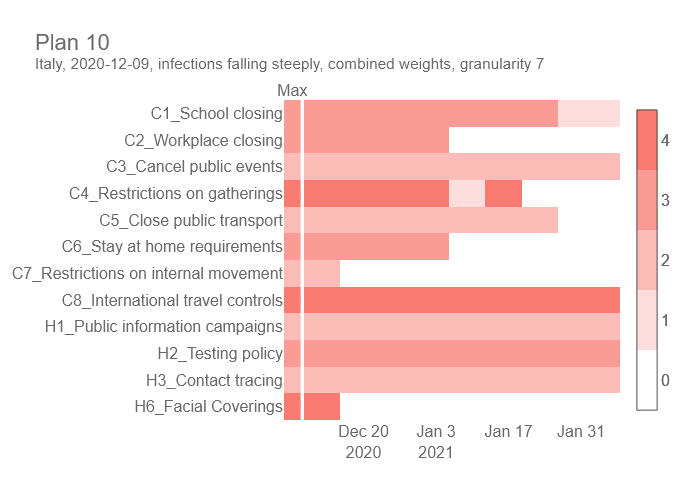 Plan 10
Italy, 2020-12-09, infections falling steeply, combined weights, granularity 7
Max
C1_School closing
C2_Workplace closing
C3_Cancel public events
C4_Restrictions on gatherings
C5_Close public transport
C6_Stay at home requirements
C7_Restrictions on internal movement
C8_International travel controls
H1_Public information campaigns
H2_Testing policy
H3_Contact tracing
H6_Facial Coverings
4
3
2
1
0
Dec 20 Jan 3 Jan 17 Jan 31
2020 2021